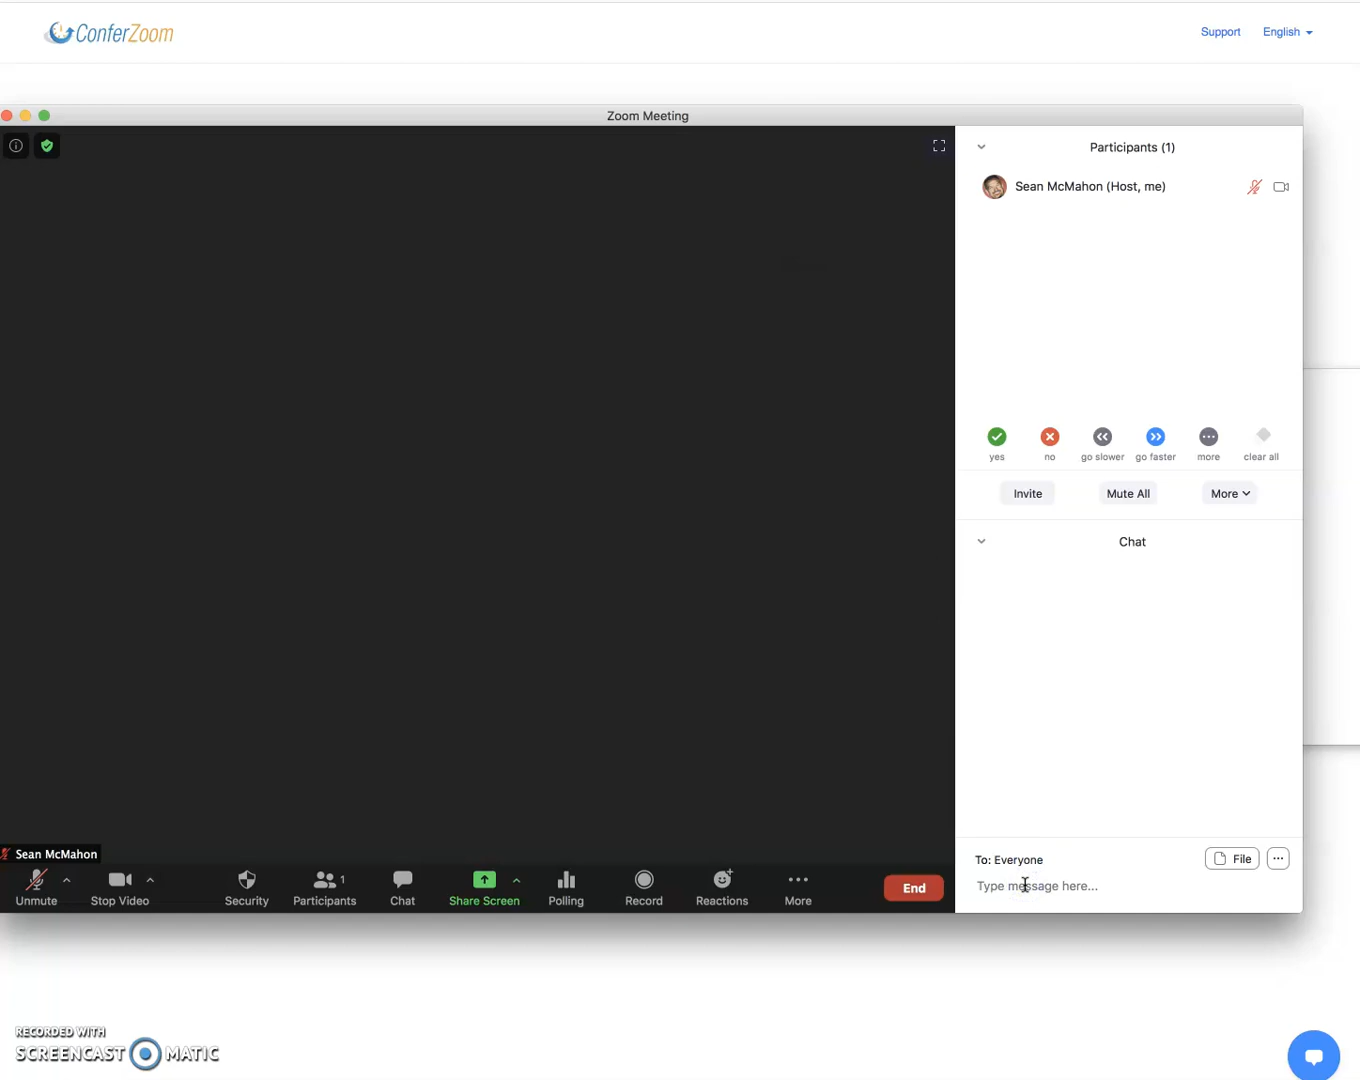 ConferZoom
Support English
Zoom Meeting
Participants (1)
Sean McMahon (Host, me)
yes no go slower go faster more clear all
Invite Mute All More
Chat
To: Everyone File
Type message here...
Sean McMahon
1
Unmute Stop Video Security Participants Chat Share Screen Polling Record Reactions More End
RECORDED WITH
SCREENCAST MATIC